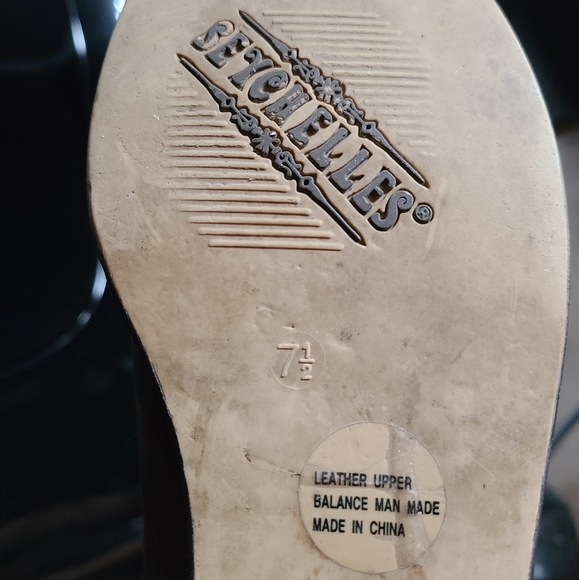 SEYCHELLES®
7½
LEATHER UPPER
BALANCE MAN MADE
MADE IN CHINA